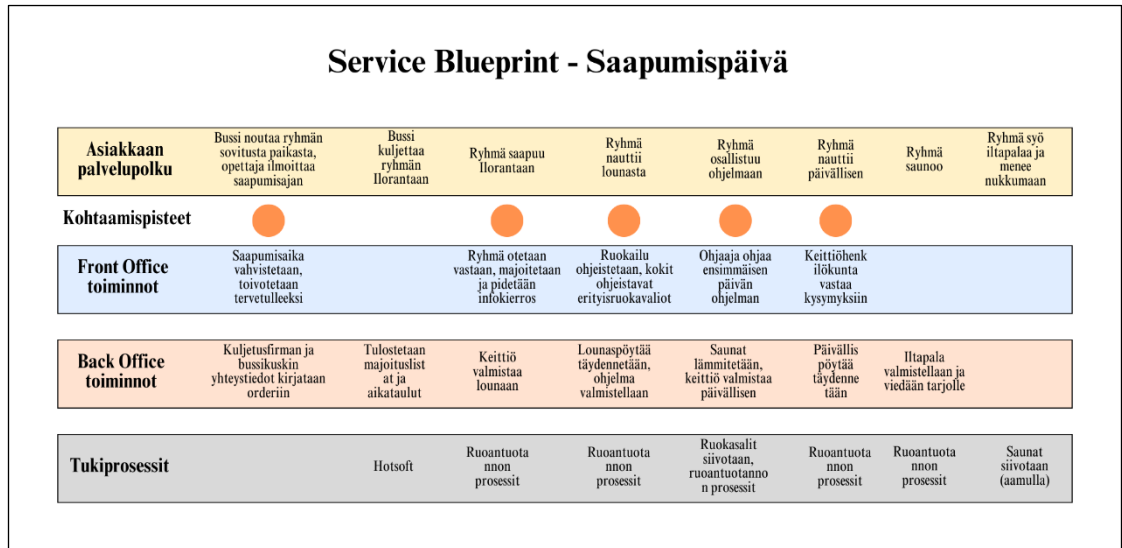 Service Blueprint - Saapumispäivä
Asiakkaan
palvelupolku
Bussi noutaa ryhmän
sovitusta paikasta,
opettaja ilmoittaa
saapumisajan
Bussi
kuljettaa
ryhmän
Ilorantaan
Ryhmä saapuu
Ilorantaan
Ryhmä
nauttii
lounasta
Ryhmä
osallistuu
ohjelmaan
Ryhmä
nauttii
päivällisen
Ryhmä
saunoo
Ryhmä syö
iltapalaa ja
menee
nukkumaan
Kohtaamispisteet
Front Office
toiminnot
Saapumisaika
vahvistetaan,
toivotetaan
tervetulleeksi
Ryhmä otetaan
vastaan, majoitetaan
ja pidetään
infokierros
Ruokailu
ohjeistetaan, kokit
ohjeistavat
erityisruokavaliot
Ohjaaja ohjaa
ensimmäisen
päivän
ohjelman
Keittiöhenk
ilökunta
vastaa
kysymyksiin
Back Office
toiminnot
Kuljetusfirman ja
bussikuskin
yhteystiedot kirjataan
orderiin
Tulostetaan
majoituslist
at ja
aikataulut
Keittiö
valmistaa
lounaan
Lounaspöytää
täydennetään,
ohjelma
valmistellaan
Saunat
lämmitetään,
keittiö valmistaa
päivällisen
Päivällis
pöytää
täydenne
tään
Iltapala
valmistellaan ja
viedään tarjolle
Tukiprosessit
Hotsoft
Ruoantuota
nnon
prosessit
Ruoantuota
nnon
prosessit
Ruokasalit
siivotaan,
ruoantuotanno
n prosessit
Ruoantuota
nnon
prosessit
Ruoantuota
nnon
prosessit
Saunat
siivotaan
(aamulla)